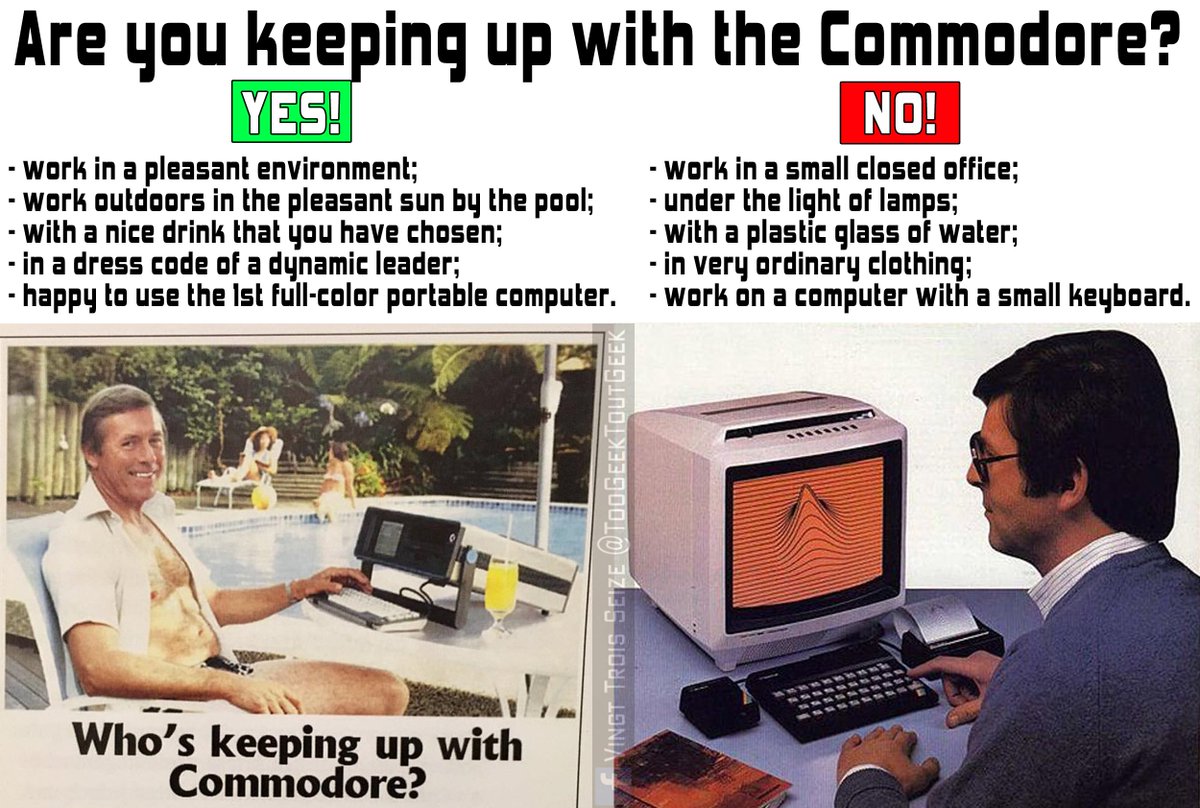 Are you keeping up with the Commodore?
YES!
- work in a pleasant environment;
- work outdoors in the pleasant sun by the pool;
- with a nice drink that you have chosen;
- in a dress code of a dynamic leader;
- happy to use the 1st full-color portable computer.
NO!
- work in a small closed office;
- under the light of lamps;
- with a plastic glass of water;
- in very ordinary clothing;
- work on a computer with a small keyboard.
Who's keeping up with
Commodore?
f Vingt Trois Seize @TooGeekToutGeek